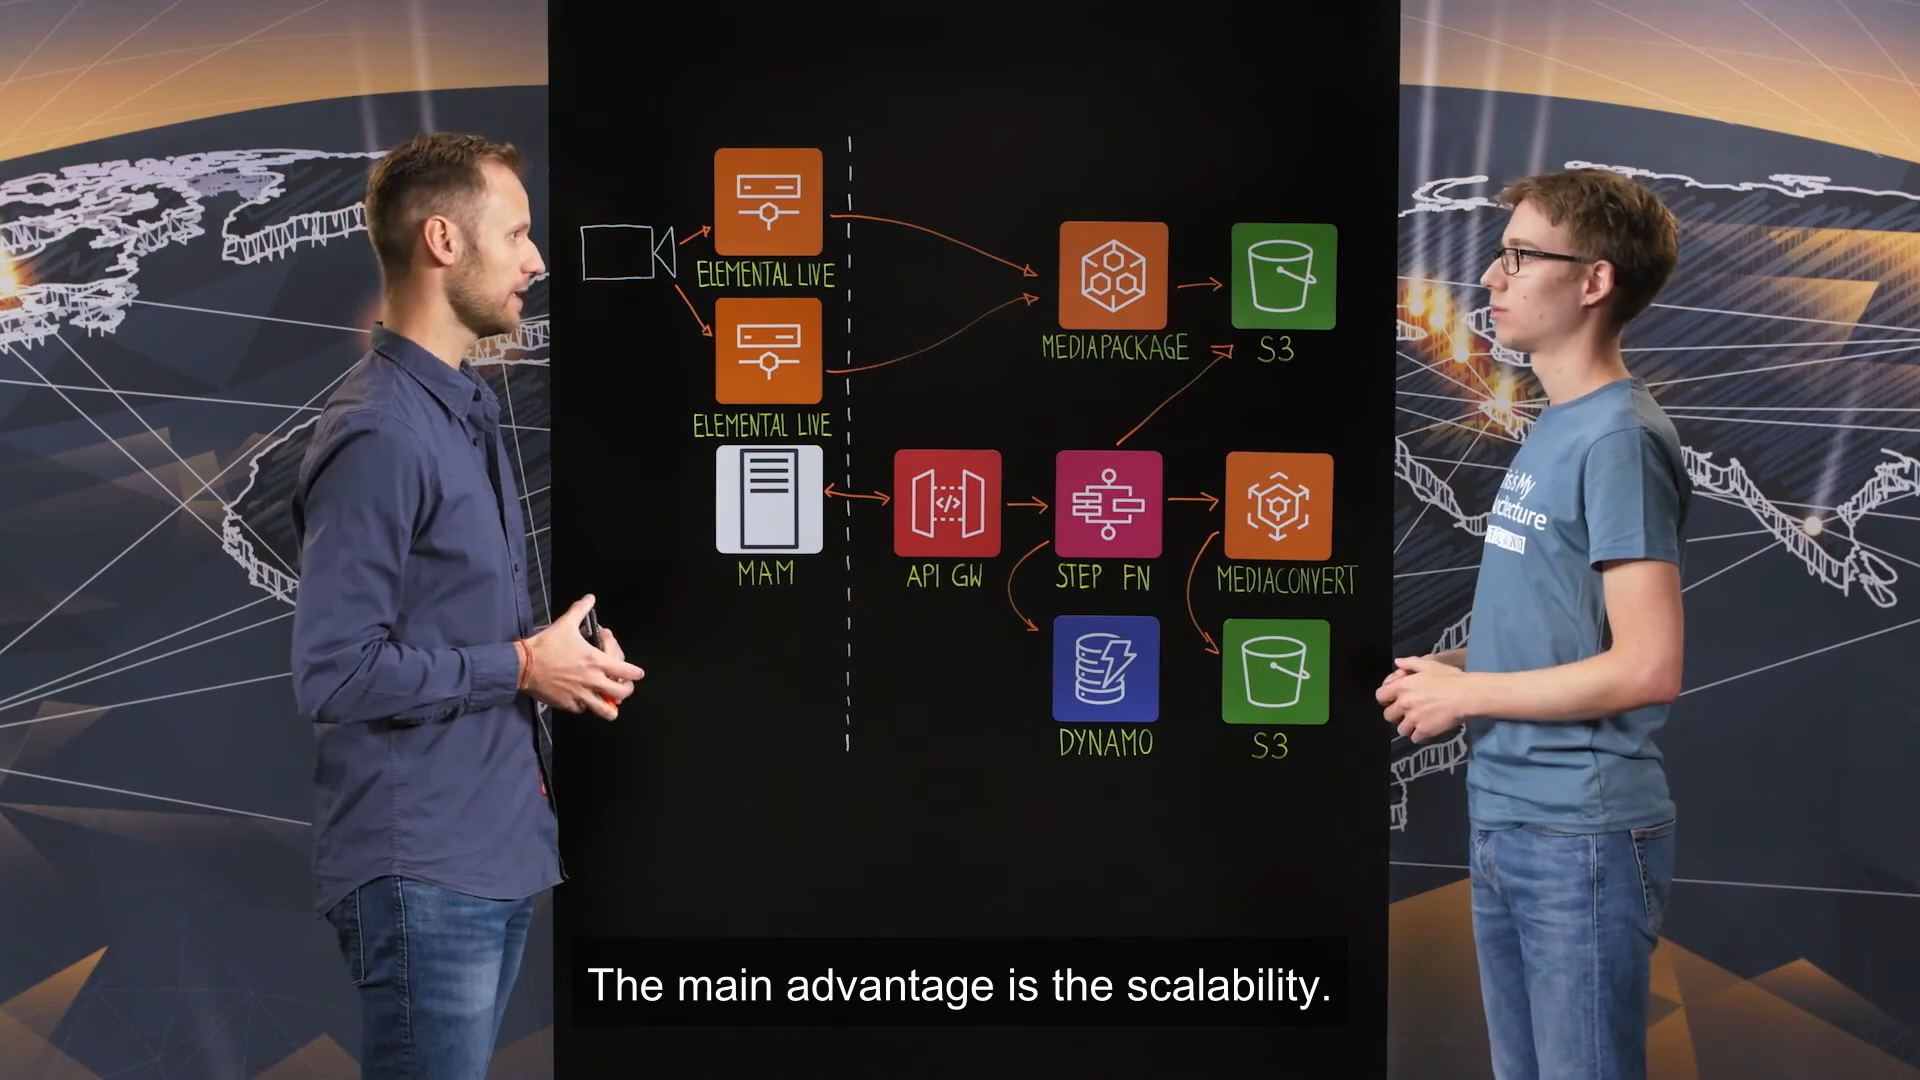 ELEMENTAL LIVE
ELEMENTAL LIVE
MEDIAPACKAGE
S3
MAM
</>
API GW
STEP FN
MEDIACONVERT
DYNAMO
S3
My
The main advantage is the scalability.